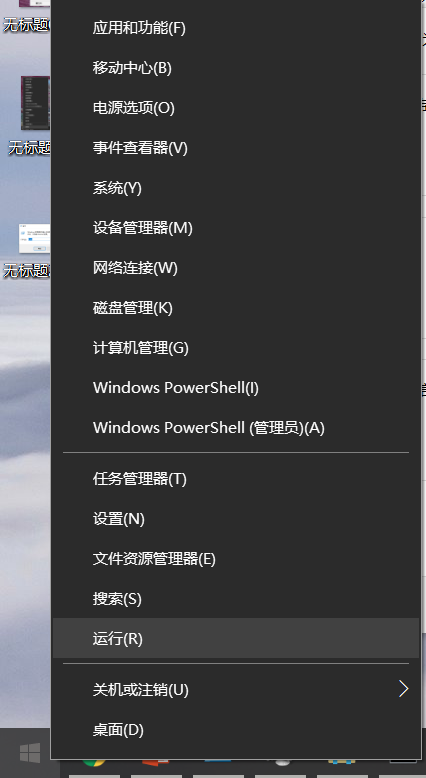 无标题
应用和功能(F)
移动中心(B)
电源选项(O)
无标题
事件查看器(V)
系统(Y)
设备管理器(M)
无标题
网络连接(W)
磁盘管理(K)
计算机管理(G)
Windows PowerShell(I)
Windows PowerShell (管理员)(A)
任务管理器(T)
设置(N)
文件资源管理器(E)
搜索(S)
运行(R)
关机或注销(U)
桌面(D)